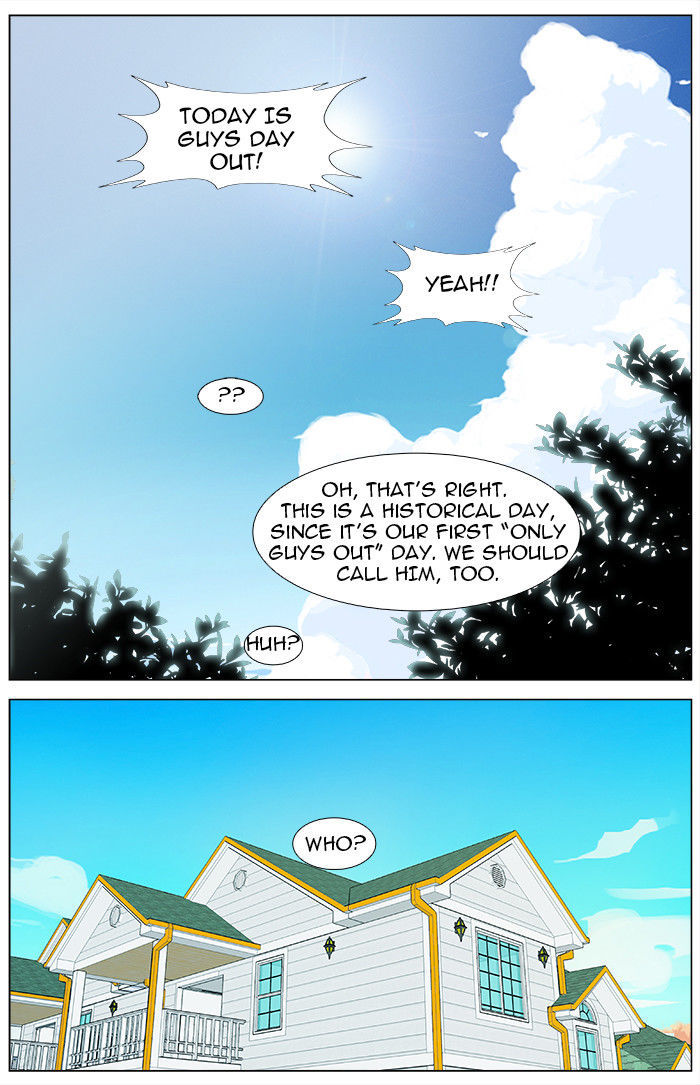 TODAY IS
GUYS DAY
OUT!
YEAH!!
??
OH, THAT'S RIGHT.
THIS IS A HISTORICAL DAY,
SINCE IT'S OUR FIRST "ONLY
GUYS OUT" DAY. WE SHOULD
CALL HIM, TOO.
HUH?
WHO?